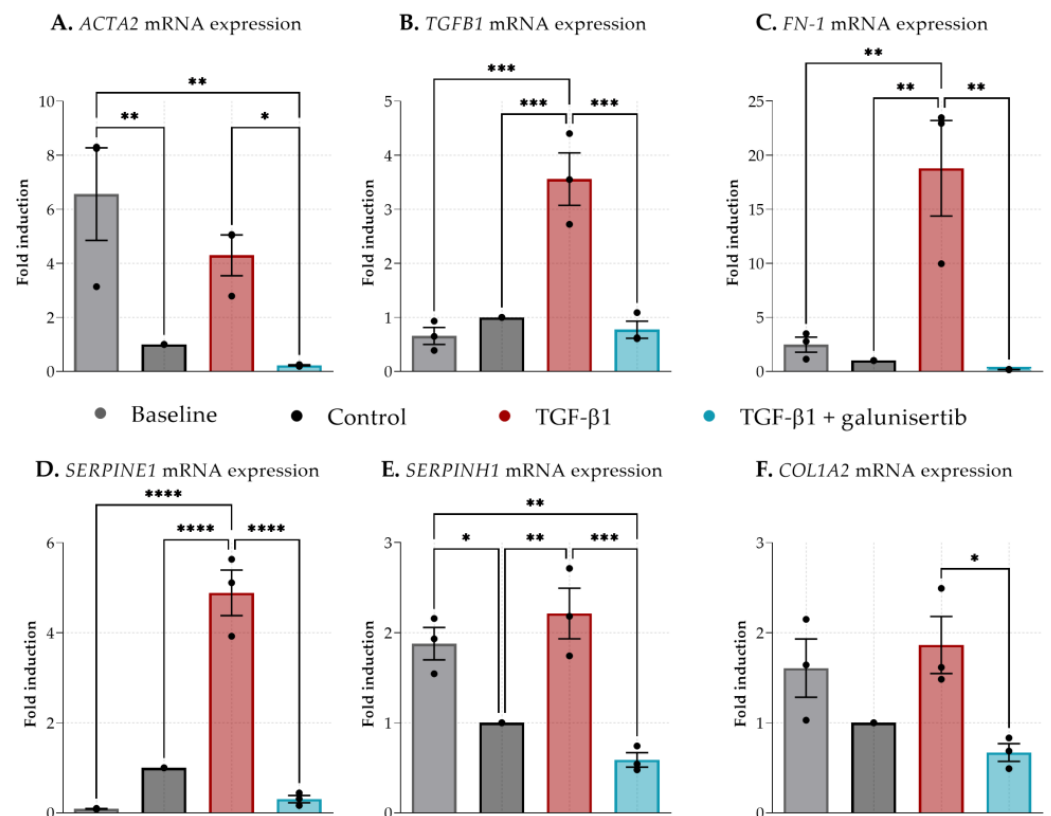 A. ACTA2 mRNA expression
B. TGFB1 mRNA expression
C. FN-1 mRNA expression
**
**
*
10
8
6
4
2
0
Fold induction
***
***
***
5
4
3
2
1
0
Fold induction
**
**
**
25
20
15
10
5
0
Fold induction
Baseline
Control
TGF-β1
TGF-β1 + galunisertib
D. SERPINE1 mRNA expression
E. SERPINH1 mRNA expression
F. COL1A2 mRNA expression
****
****
****
6
4
2
0
Fold induction
**
*
**
***
3
2
1
0
Fold induction
*
3
2
1
0
Fold induction